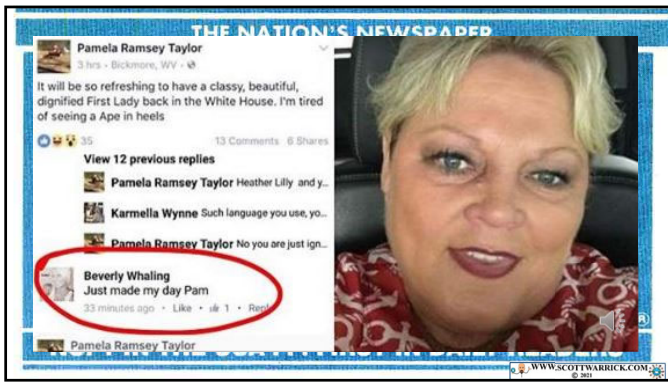 THE NATION'S NEWSPAPER
Pamela Ramsey Taylor
3 hrs · Bickmore, WV ·
It will be so refreshing to have a classy, beautiful,
dignified First Lady back in the White House. I'm tired
of seeing a Ape in heels
35
13 Comments 6 Shares
View 12 previous replies
Pamela Ramsey Taylor Heather Lilly and y...
Karmella Wynne Such language you use, yo...
Pamela Ramsey Taylor No you are just ign...
Beverly Whaling
Just made my day Pam
33 minutes ago · Like · 1 · Repl
Pamela Ramsey Taylor
WWW.SCOTTWARRICK.COM
© 2021